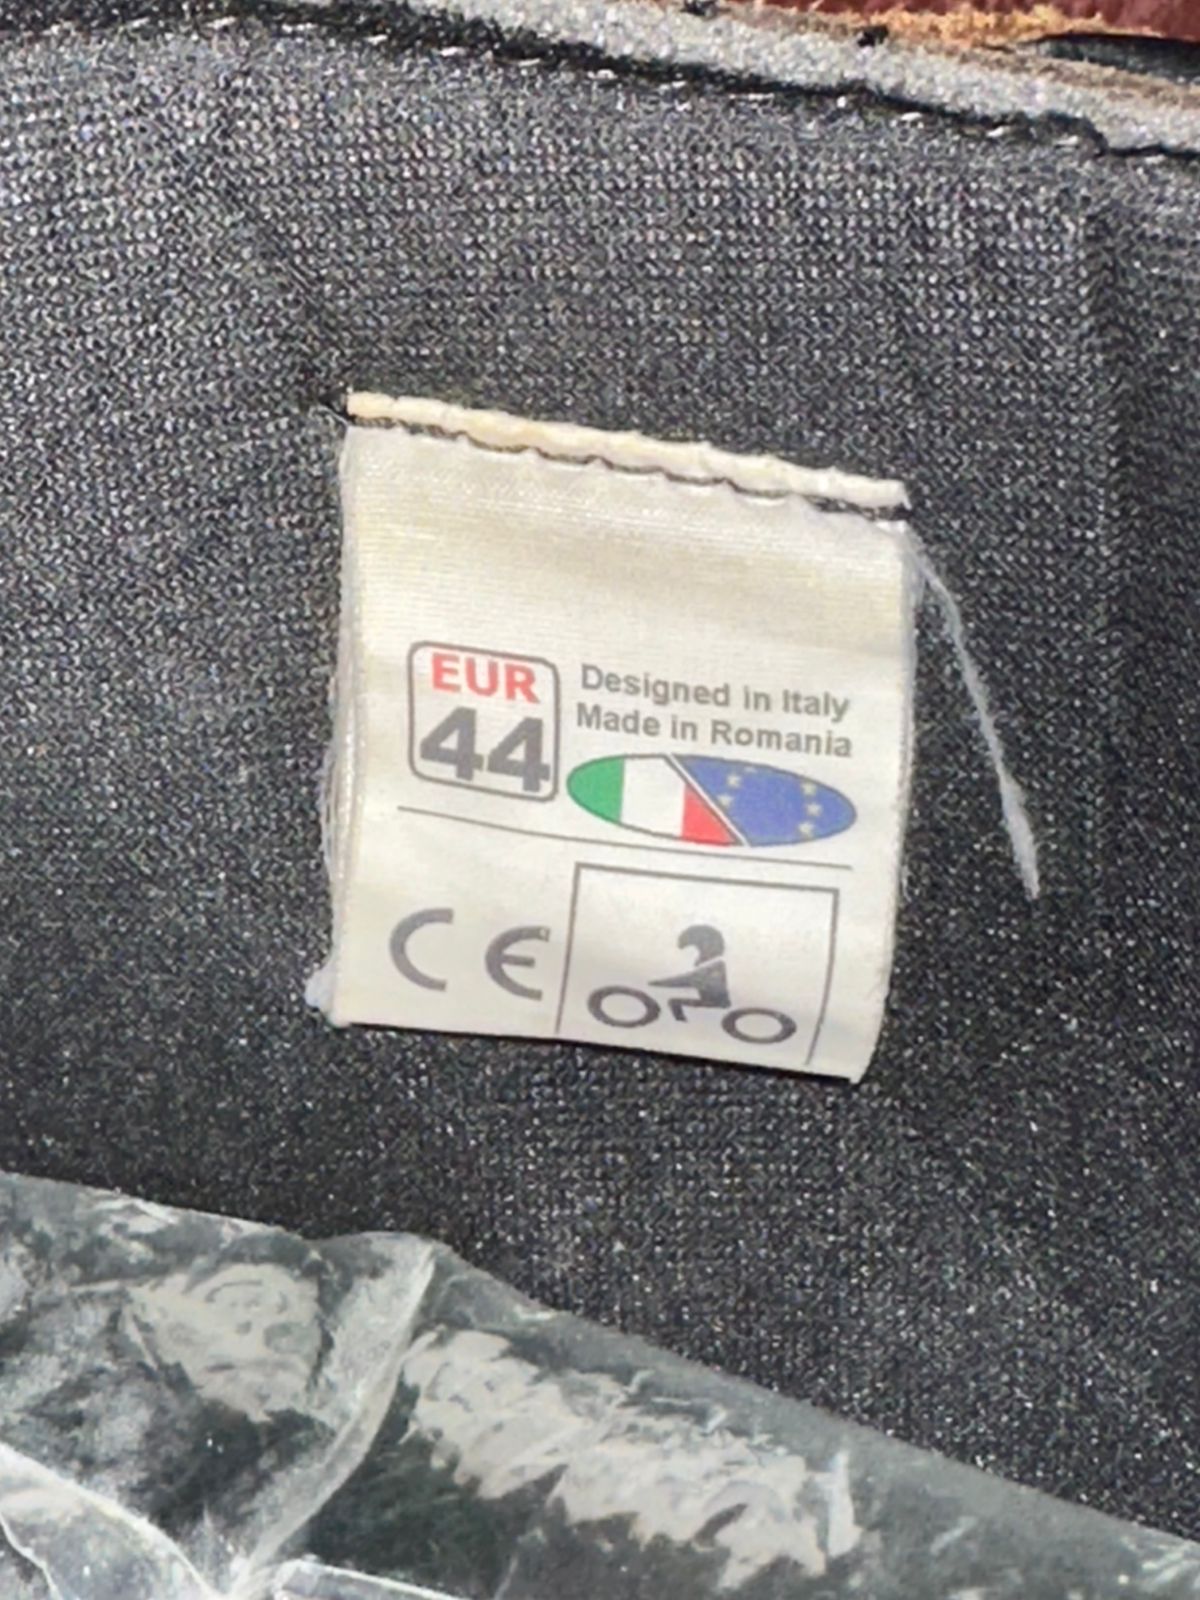 EUR
44
Designed in Italy
Made in Romania
CE